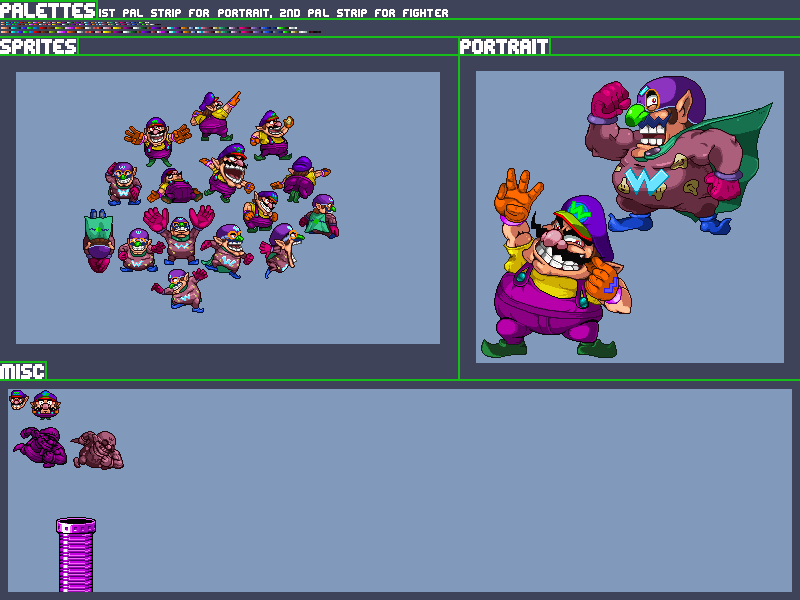 PALETTES 1ST PAL STRIP FOR PORTRAIT, 2ND PAL STRIP FOR FIGHTER
SPRITES
PORTRAIT
W
W
MISC